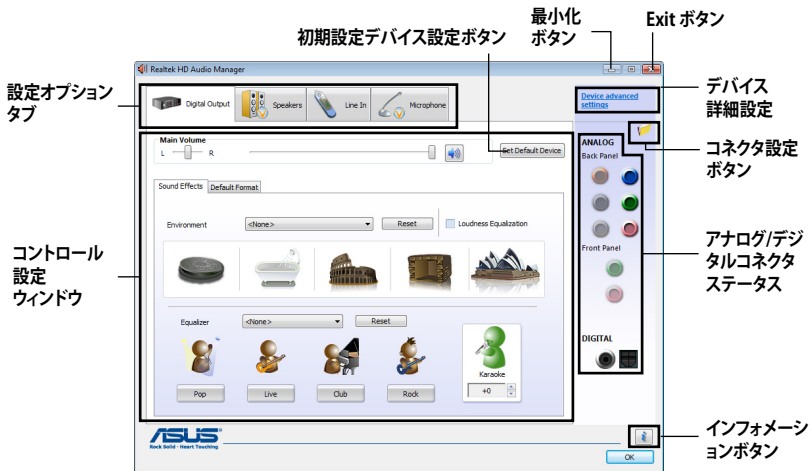 最小化
ボタン
Exit ボタン
初期設定デバイス設定ボタン
設定オプション
タブ
デバイス
詳細設定
コネクタ設定
ボタン
コントロール
設定
ウィンドウ
アナログ/デジ
タルコネクタ
ステータス
インフォメーシ
ョンボタン
Realtek HD Audio Manager
Digital Output
Speakers
Line In
Microphone
Device advanced
settings
Main Volume
L
R
Set Default Device
ANALOG
Back Panel
Sound Effects
Default Format
Environment
<None>
Reset
Loudness Equalization
Front Panel
Equalizer
<None>
Reset
DIGITAL
Karaoke
Pop
Live
Club
Rock
+0
ASUS
Rock Solid · Heart Touching
OK